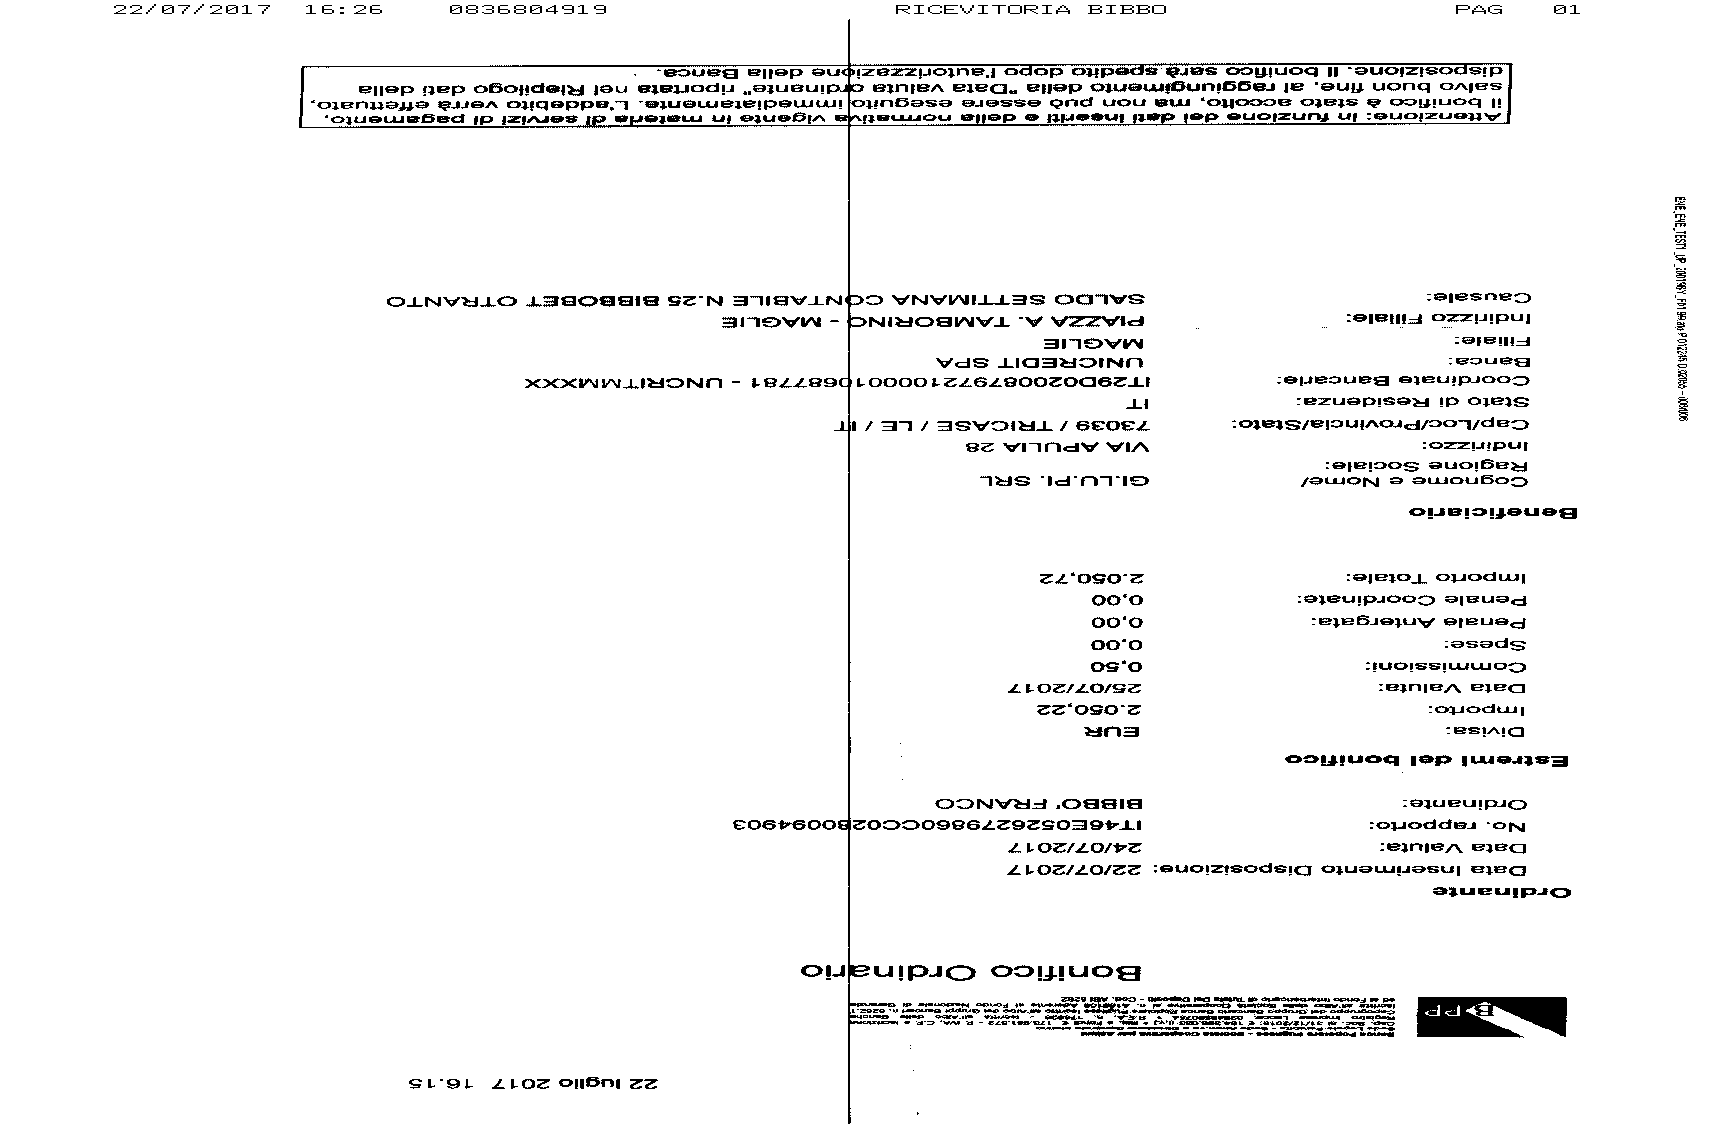 22/07/2017 16:26 0836804919 RICEVITORIA BIBBO PAG 01
22 luglio 2017 16.15
BPP
Bonifico Ordinario
Ordinante
Data Inserimento Disposizione: 22/07/2017
Data Valuta: 24/07/2017
No. rapporto: IT46E0526279860CC0280094903
Ordinante: BIBBO' FRANCO
Estremi del bonifico
Divisa: EUR
Importo: 2.050,22
Data Valuta: 25/07/2017
Commissioni: 0,50
Spese: 0,00
Penale Antergata: 0,00
Penale Coordinate: 0,00
Importo Totale: 2.050,72
Beneficiario
Cognome e Nome/ GI.LU.PI. SRL
Ragione Sociale:
Indirizzo: VIA APULIA 28
Cap/Loc/Provincia/Stato: 73039 / TRICASE / LE / IT
Stato di Residenza: IT
Coordinate Bancarie: IT29D0200879721000010687781 - UNCRITMMXXX
Banca: UNICREDIT SPA
Filiale: MAGLIE
Indirizzo Filiale: PIAZZA A. TAMBORINO - MAGLIE
Causale: SALDO SETTIMANA CONTABILE N.25 BIBBOBET OTRANTO
Attenzione: in funzione dei dati inseriti e della normativa vigente in materia di servizi di pagamento,
il bonifico è stato accolto, ma non può essere eseguito immediatamente. L'addebito verrà effettuato,
salvo buon fine, al raggiungimento della "Data valuta ordinante" riportata nel Riepilogo dati della
disposizione. Il bonifico sarà spedito dopo l'autorizzazione della Banca.